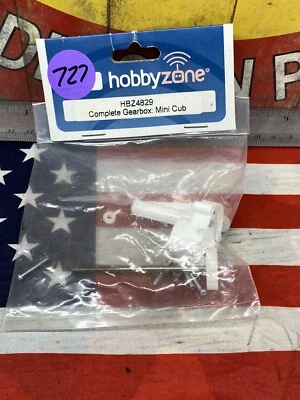 727
hobbyzone®
HBZ4829
Complete Gearbox: Mini Cub